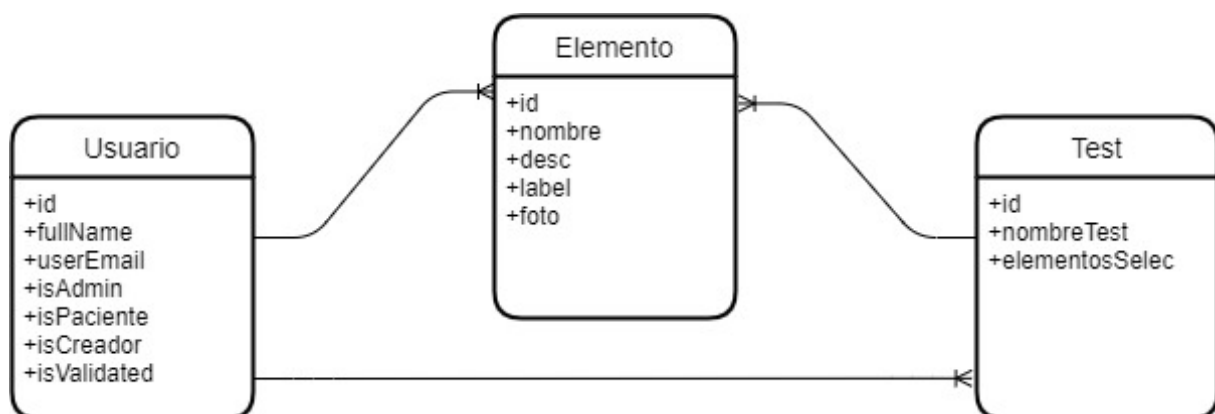 Usuario
+id
+fullName
+userEmail
+isAdmin
+isPaciente
+isCreador
+isValidated
Elemento
+id
+nombre
+desc
+label
+foto
Test
+id
+nombreTest
+elementosSelec